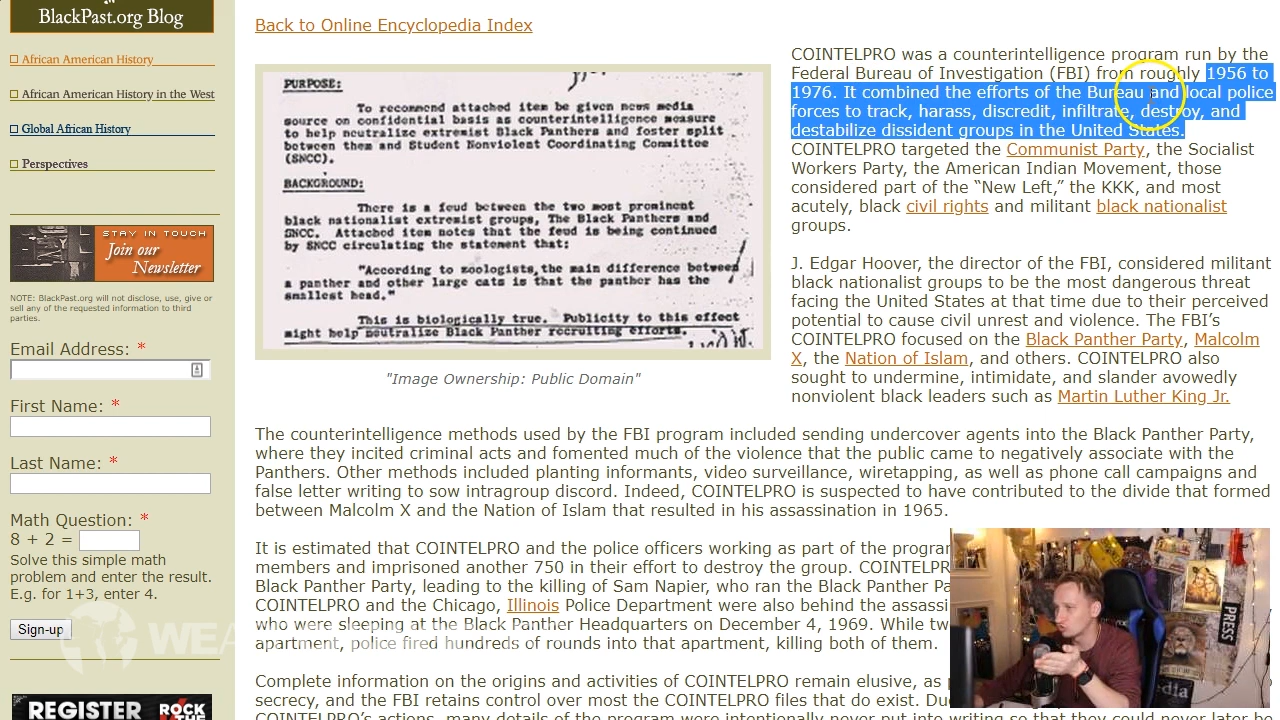 BlackPast.org Blog
African American History
African American History in the West
Global African History
Perspectives
STAY IN TOUCH
Join our
Newsletter
NOTE: BlackPast.org will not disclose, use, give or
sell any of the requested information to third
parties.
Email Address: *
First Name: *
Last Name: *
Math Question: *
8 + 2 =
Solve this simple math
problem and enter the result.
E.g. for 1+3, enter 4.
Sign-up
REGISTER
ROCK
Back to Online Encyclopedia Index
PURPOSE:
To recommend attached item be given news media
source on confidential basis as counterintelligence measure
to help neutralize extremist Black Panthers and foster split
between them and Student Nonviolent Coordinating Committee
(SNCC).
BACKGROUND:
There is a feud between the two most prominent
black nationalist extremist groups, The Black Panthers and
SNCC. Attached item notes that the feud is being continued
by SNCC circulating the statement that:
"According to zoologists, the main difference between
a panther and other large cats is that the panther has the
smallest head."
This is biologically true. Publicity to this effect
might help neutralize Black Panther recruiting efforts.
"Image Ownership: Public Domain"
COINTELPRO was a counterintelligence program run by the
Federal Bureau of Investigation (FBI) from roughly 1956 to
1976. It combined the efforts of the Bureau and local police
forces to track, harass, discredit, infiltrate, destroy, and
destabilize dissident groups in the United States.
COINTELPRO targeted the Communist Party, the Socialist
Workers Party, the American Indian Movement, those
considered part of the “New Left,” the KKK, and most
acutely, black civil rights and militant black nationalist
groups.
J. Edgar Hoover, the director of the FBI, considered militant
black nationalist groups to be the most dangerous threat
facing the United States at that time due to their perceived
potential to cause civil unrest and violence. The FBI’s
COINTELPRO focused on the Black Panther Party, Malcolm
X, the Nation of Islam, and others. COINTELPRO also
sought to undermine, intimidate, and slander avowedly
nonviolent black leaders such as Martin Luther King Jr.
The counterintelligence methods used by the FBI program included sending undercover agents into the Black Panther Party,
where they incited criminal acts and fomented much of the violence that the public came to negatively associate with the
Panthers. Other methods included planting informants, video surveillance, wiretapping, as well as phone call campaigns and
false letter writing to sow intragroup discord. Indeed, COINTELPRO is suspected to have contributed to the divide that formed
between Malcolm X and the Nation of Islam that resulted in his assassination in 1965.
It is estimated that COINTELPRO and the police officers working as part of the progra
members and imprisoned another 750 in their effort to destroy the group. COINTELPR
Black Panther Party, leading to the killing of Sam Napier, who ran the Black Panther Pa
COINTELPRO and the Chicago, Illinois Police Department were also behind the assassi
who were sleeping at the Black Panther Headquarters on December 4, 1969. While tw
apartment, police fired hundreds of rounds into that apartment, killing both of them.
Complete information on the origins and activities of COINTELPRO remain elusive, as
secrecy, and the FBI retains control over most the COINTELPRO files that do exist. Du
COINTELPRO’s actions, many details of the program were intentionally never put into writing so that they could never later be
WEA
PRESS